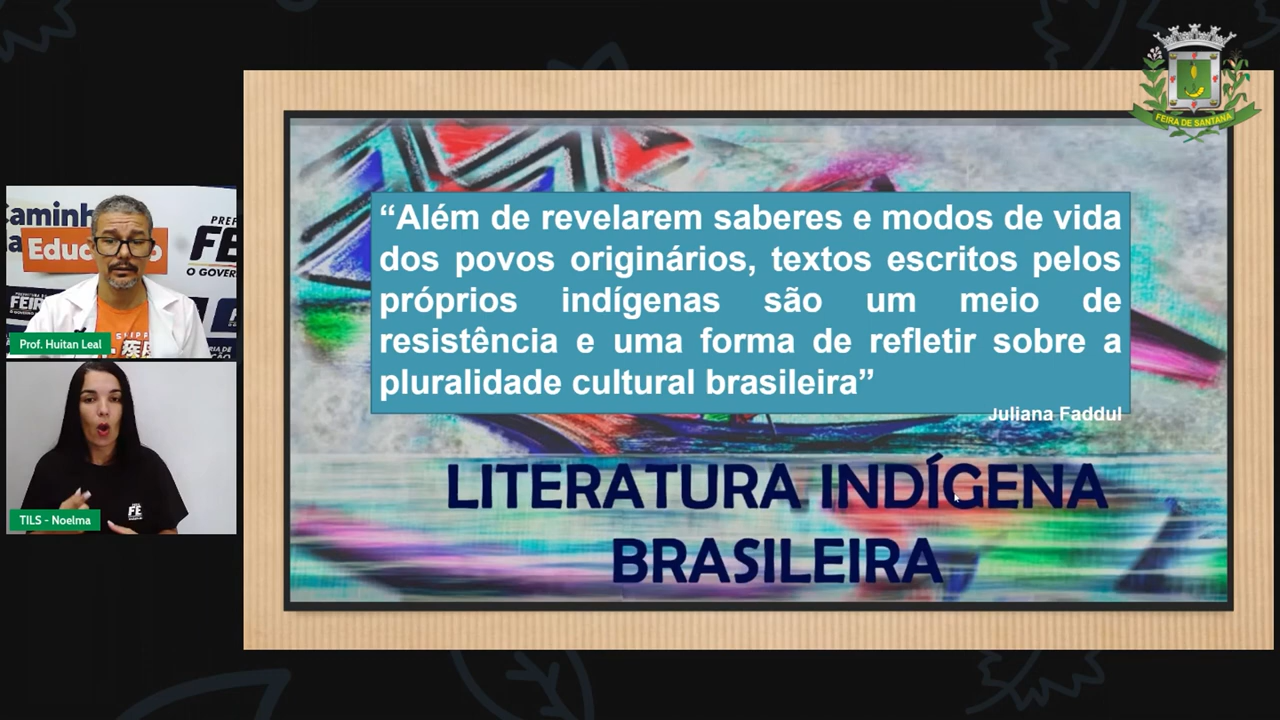 FEIRA DE SANTANA
“Além de revelarem saberes e modos de vida
dos povos originários, textos escritos pelos
próprios indígenas são um meio de
resistência e uma forma de refletir sobre a
pluralidade cultural brasileira”
Juliana Faddul
LITERATURA INDÍGENA
BRASILEIRA
Prof. Huitan Leal
O GOVER
TILS - Noelma
FE